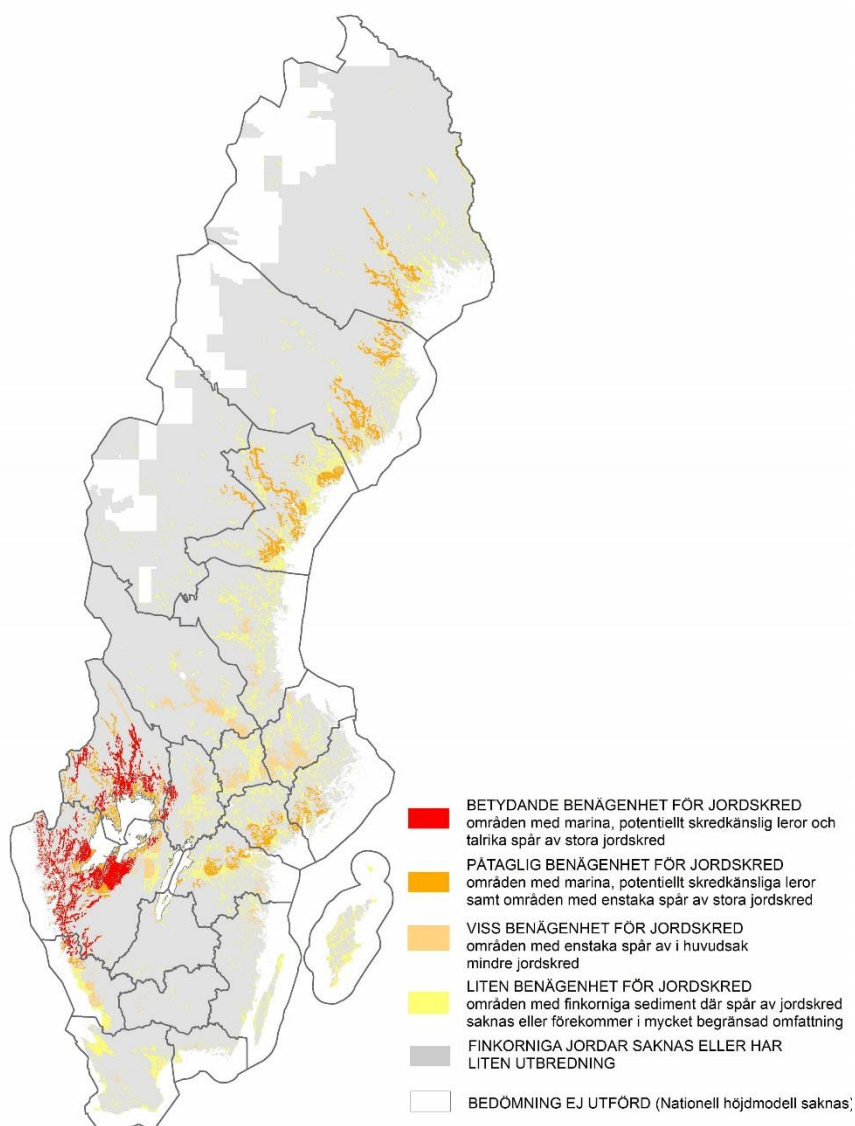 BETYDANDE BENÄGENHET FÖR JORDSKRED
områden med marina, potentiellt skredkänslig leror och
talrika spår av stora jordskred
PÅTAGLIG BENÄGENHET FÖR JORDSKRED
områden med marina, potentiellt skredkänsliga leror
samt områden med enstaka spår av stora jordskred
VISS BENÄGENHET FÖR JORDSKRED
områden med enstaka spår av i huvudsak
mindre jordskred
LITEN BENÄGENHET FÖR JORDSKRED
områden med finkorniga sediment där spår av jordskred
saknas eller förekommer i mycket begränsad omfattning
FINKORNIGA JORDAR SAKNAS ELLER HAR
LITEN UTBREDNING
BEDÖMNING EJ UTFÖRD (Nationell höjdmodell saknas)